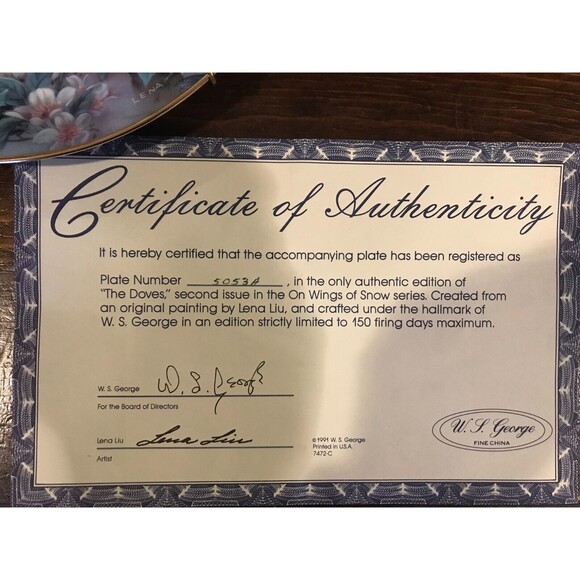 LENA
Certificate of Authenticity
It is hereby certified that the accompanying plate has been registered as
Plate Number 5053A, in the only authentic edition of
"The Doves," second issue in the On Wings of Snow series. Created from
an original painting by Lena Liu, and crafted under the hallmark of
W. S. George in an edition strictly limited to 150 firing days maximum.
W. S. George W. S. George
For the Board of Directors
Lena Liu Lena Liu
Artist
©1991 W. S. George
Printed in U.S.A.
7472-C
W. S. George
FINE CHINA